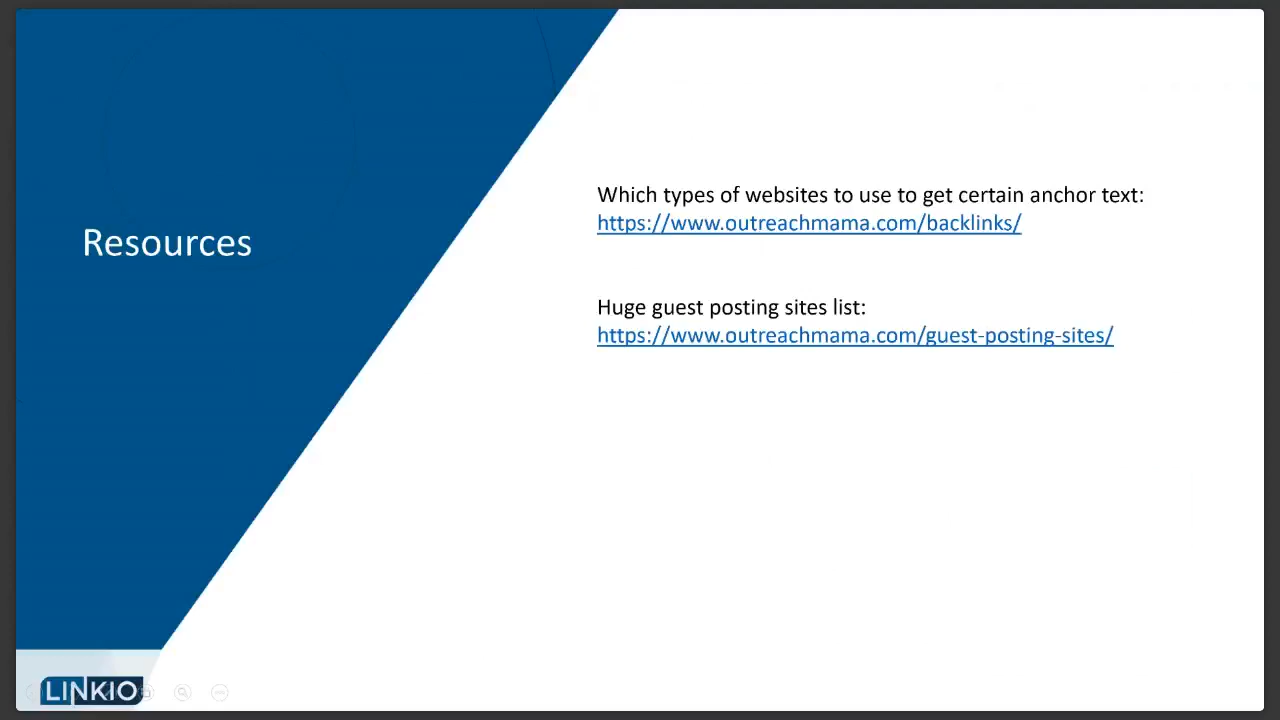 Resources
Which types of websites to use to get certain anchor text:
https://www.outreachmama.com/backlinks/
Huge guest posting sites list:
https://www.outreachmama.com/guest-posting-sites/
LINKIO